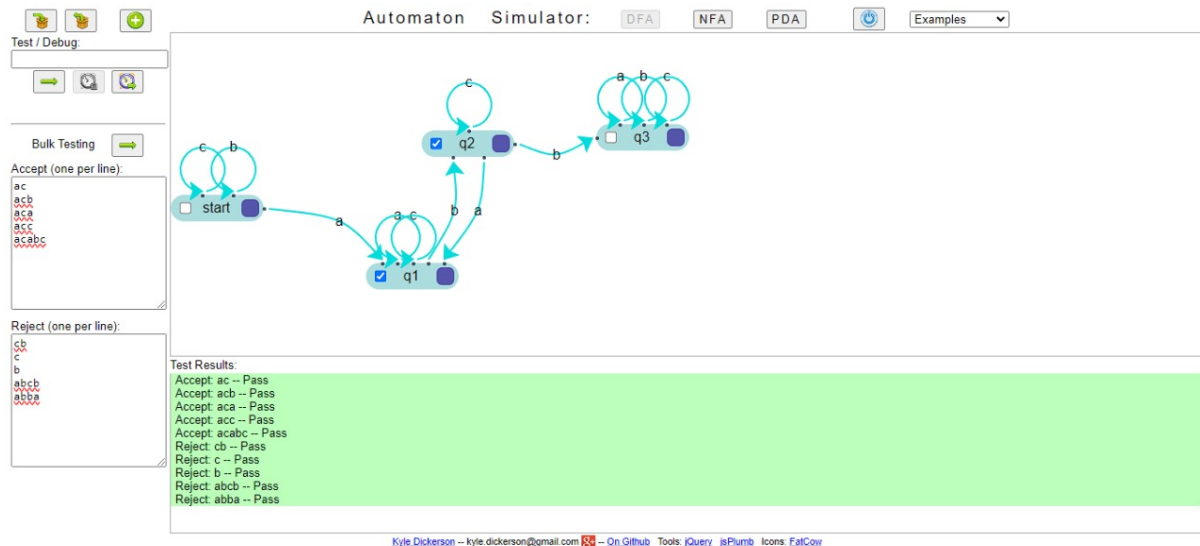 Automaton Simulator: DFA NFA PDA Examples
Test / Debug:
Bulk Testing
Accept (one per line):
ac
acb
aca
acc
acabc
Reject (one per line):
cb
c
b
abcb
abba
c
a b c
q2
q3
b
c b
start
a
b a
a c
q1
Test Results:
Accept: ac -- Pass
Accept: acb -- Pass
Accept: aca -- Pass
Accept: acc -- Pass
Accept: acabc -- Pass
Reject: cb -- Pass
Reject: c -- Pass
Reject: b -- Pass
Reject: abcb -- Pass
Reject: abba -- Pass
Kyle Dickerson -- kyle.dickerson@gmail.com g+ -- On Github Tools: jQuery jsPlumb Icons: FatCow